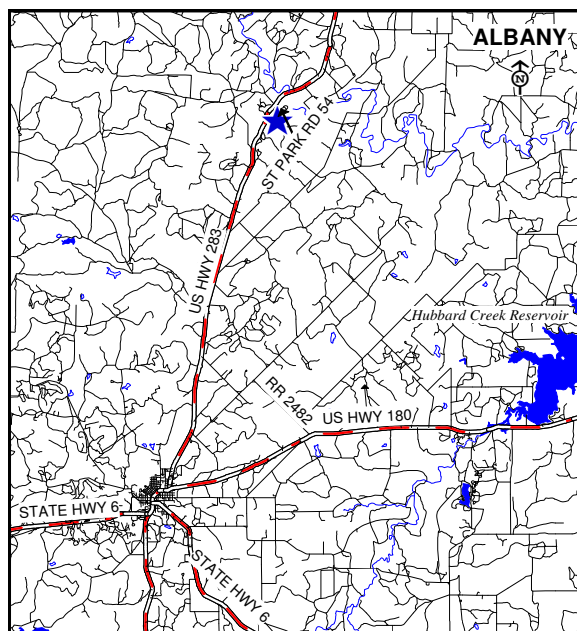 ALBANY
N
ST PARK RD 54
US HWY 283
Hubbard Creek Reservoir
RR 2482
US HWY 180
STATE HWY 6
STATE HWY 6